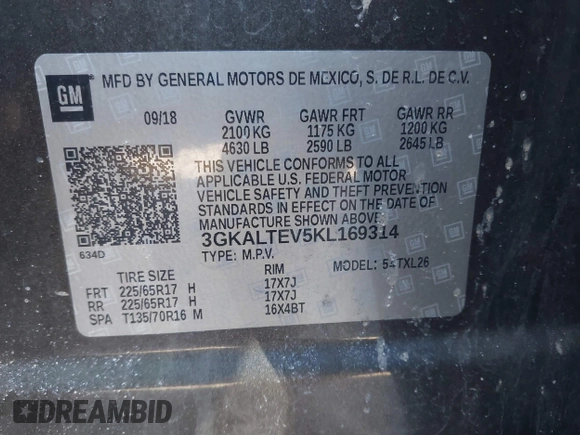 GM
MFD BY GENERAL MOTORS DE MEXICO, S. DE R.L. DE C.V.
09/18 GVWR GAWR FRT GAWR RR
2100 KG 1175 KG 1200 KG
4630 LB 2590 LB 2645 LB
THIS VEHICLE CONFORMS TO ALL
APPLICABLE U.S. FEDERAL MOTOR
VEHICLE SAFETY AND THEFT PREVENTION
STANDARDS IN EFFECT ON THE DATE OF
MANUFACTURE SHOWN ABOVE.
3GKALTEV5KL169314
634D TYPE: M.P.V. MODEL:
TIRE SIZE RIM
FRT 225/65R17 H 17X7J
RR 225/65R17 H 17X7J
SPA T135/70R16 M 16X4BT
DREAMBID